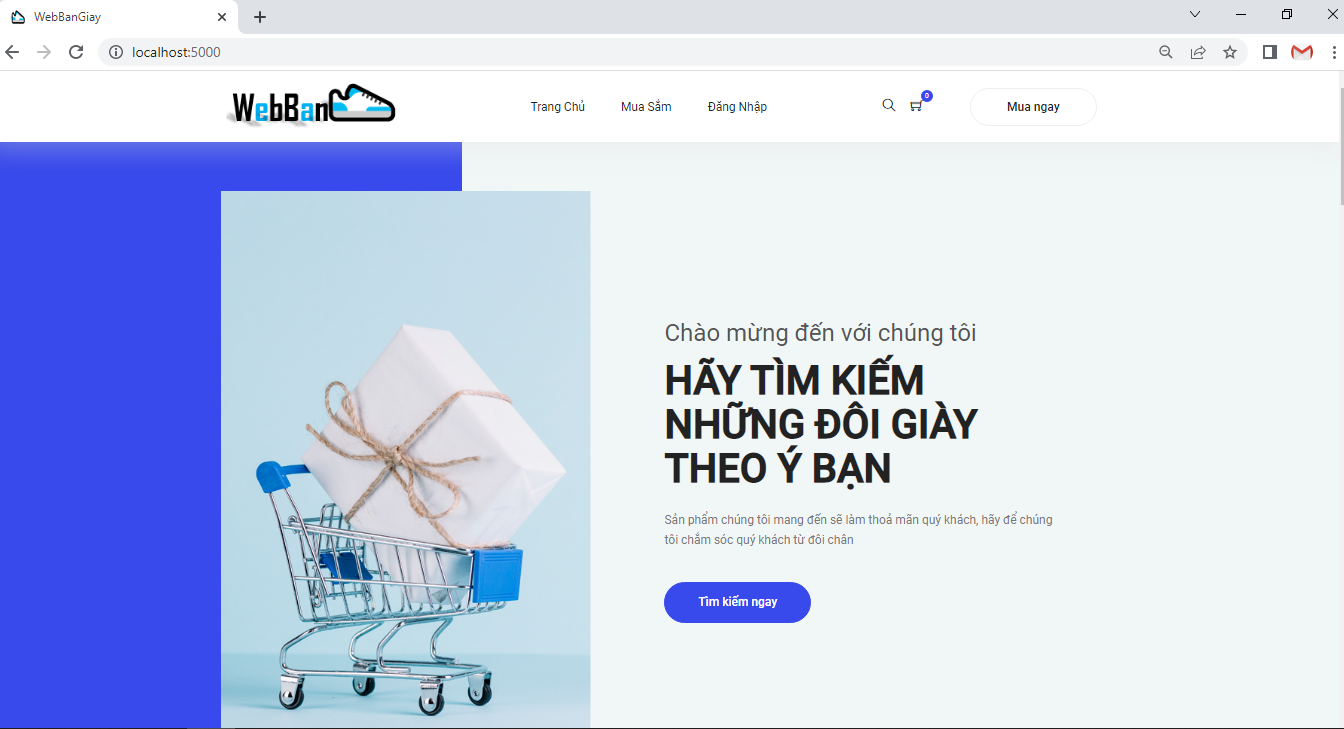 WebBanGiay
localhost:5000
WebBan
Trang Chủ
Mua Sắm
Đăng Nhập
0
Mua ngay
Chào mừng đến với chúng tôi
HÃY TÌM KIẾM
NHỮNG ĐÔI GIÀY
THEO Ý BẠN
Sản phẩm chúng tôi mang đến sẽ làm thoả mãn quý khách, hãy để chúng
tôi chắm sóc quý khách từ đôi chân
Tìm kiếm ngay